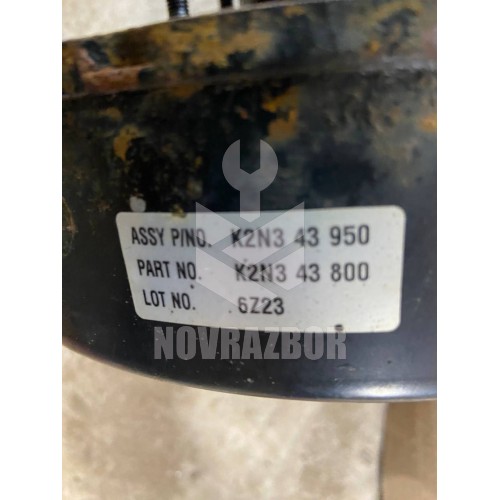 ASSY P/NO. K2N3 43 950
PART NO. K2N3 43 800
LOT NO. 6Z23
NOVRAZBOR